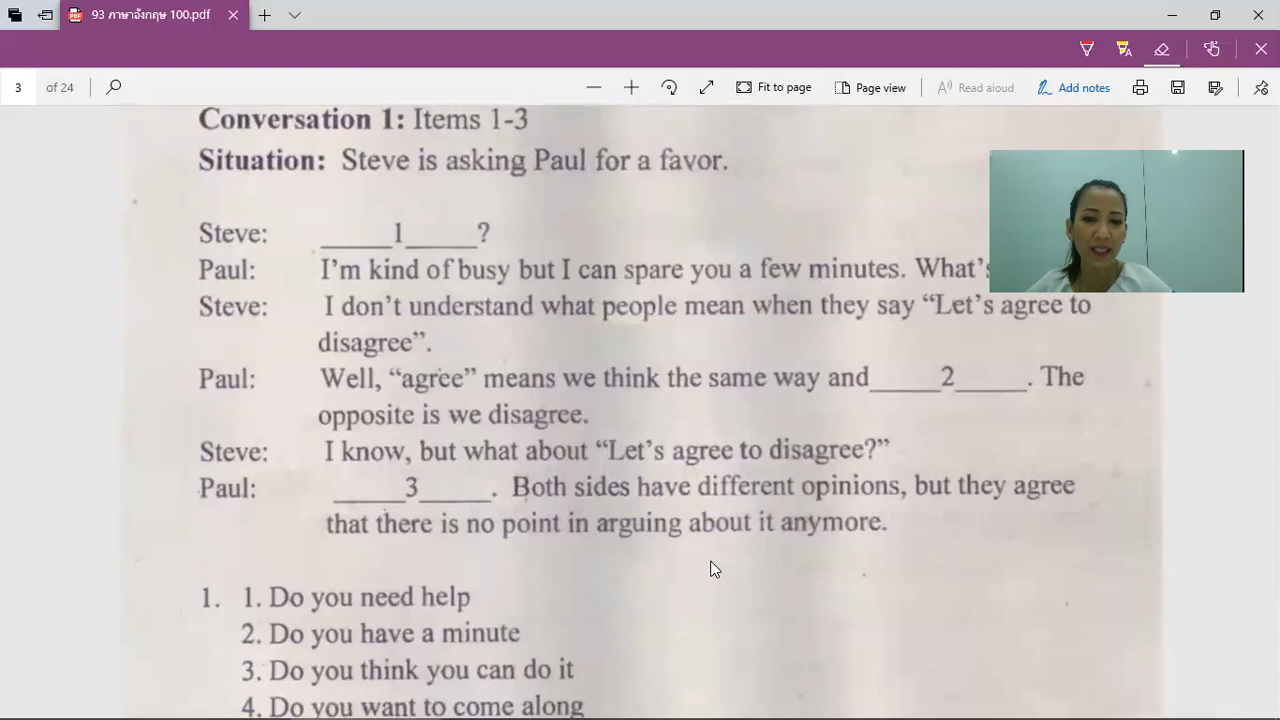 93 ภาษาอังกฤษ 100.pdf
3 of 24
Fit to page
Page view
Read aloud
Add notes
Conversation 1: Items 1-3
Situation: Steve is asking Paul for a favor.
Steve: _____1_____?
Paul: I'm kind of busy but I can spare you a few minutes. What's
Steve: I don't understand what people mean when they say “Let's agree to
disagree”.
Paul: Well, “agree” means we think the same way and_____2_____. The
opposite is we disagree.
Steve: I know, but what about “Let's agree to disagree?”
Paul: _____3_____. Both sides have different opinions, but they agree
that there is no point in arguing about it anymore.
1. 1. Do you need help
2. Do you have a minute
3. Do you think you can do it
4. Do you want to come along